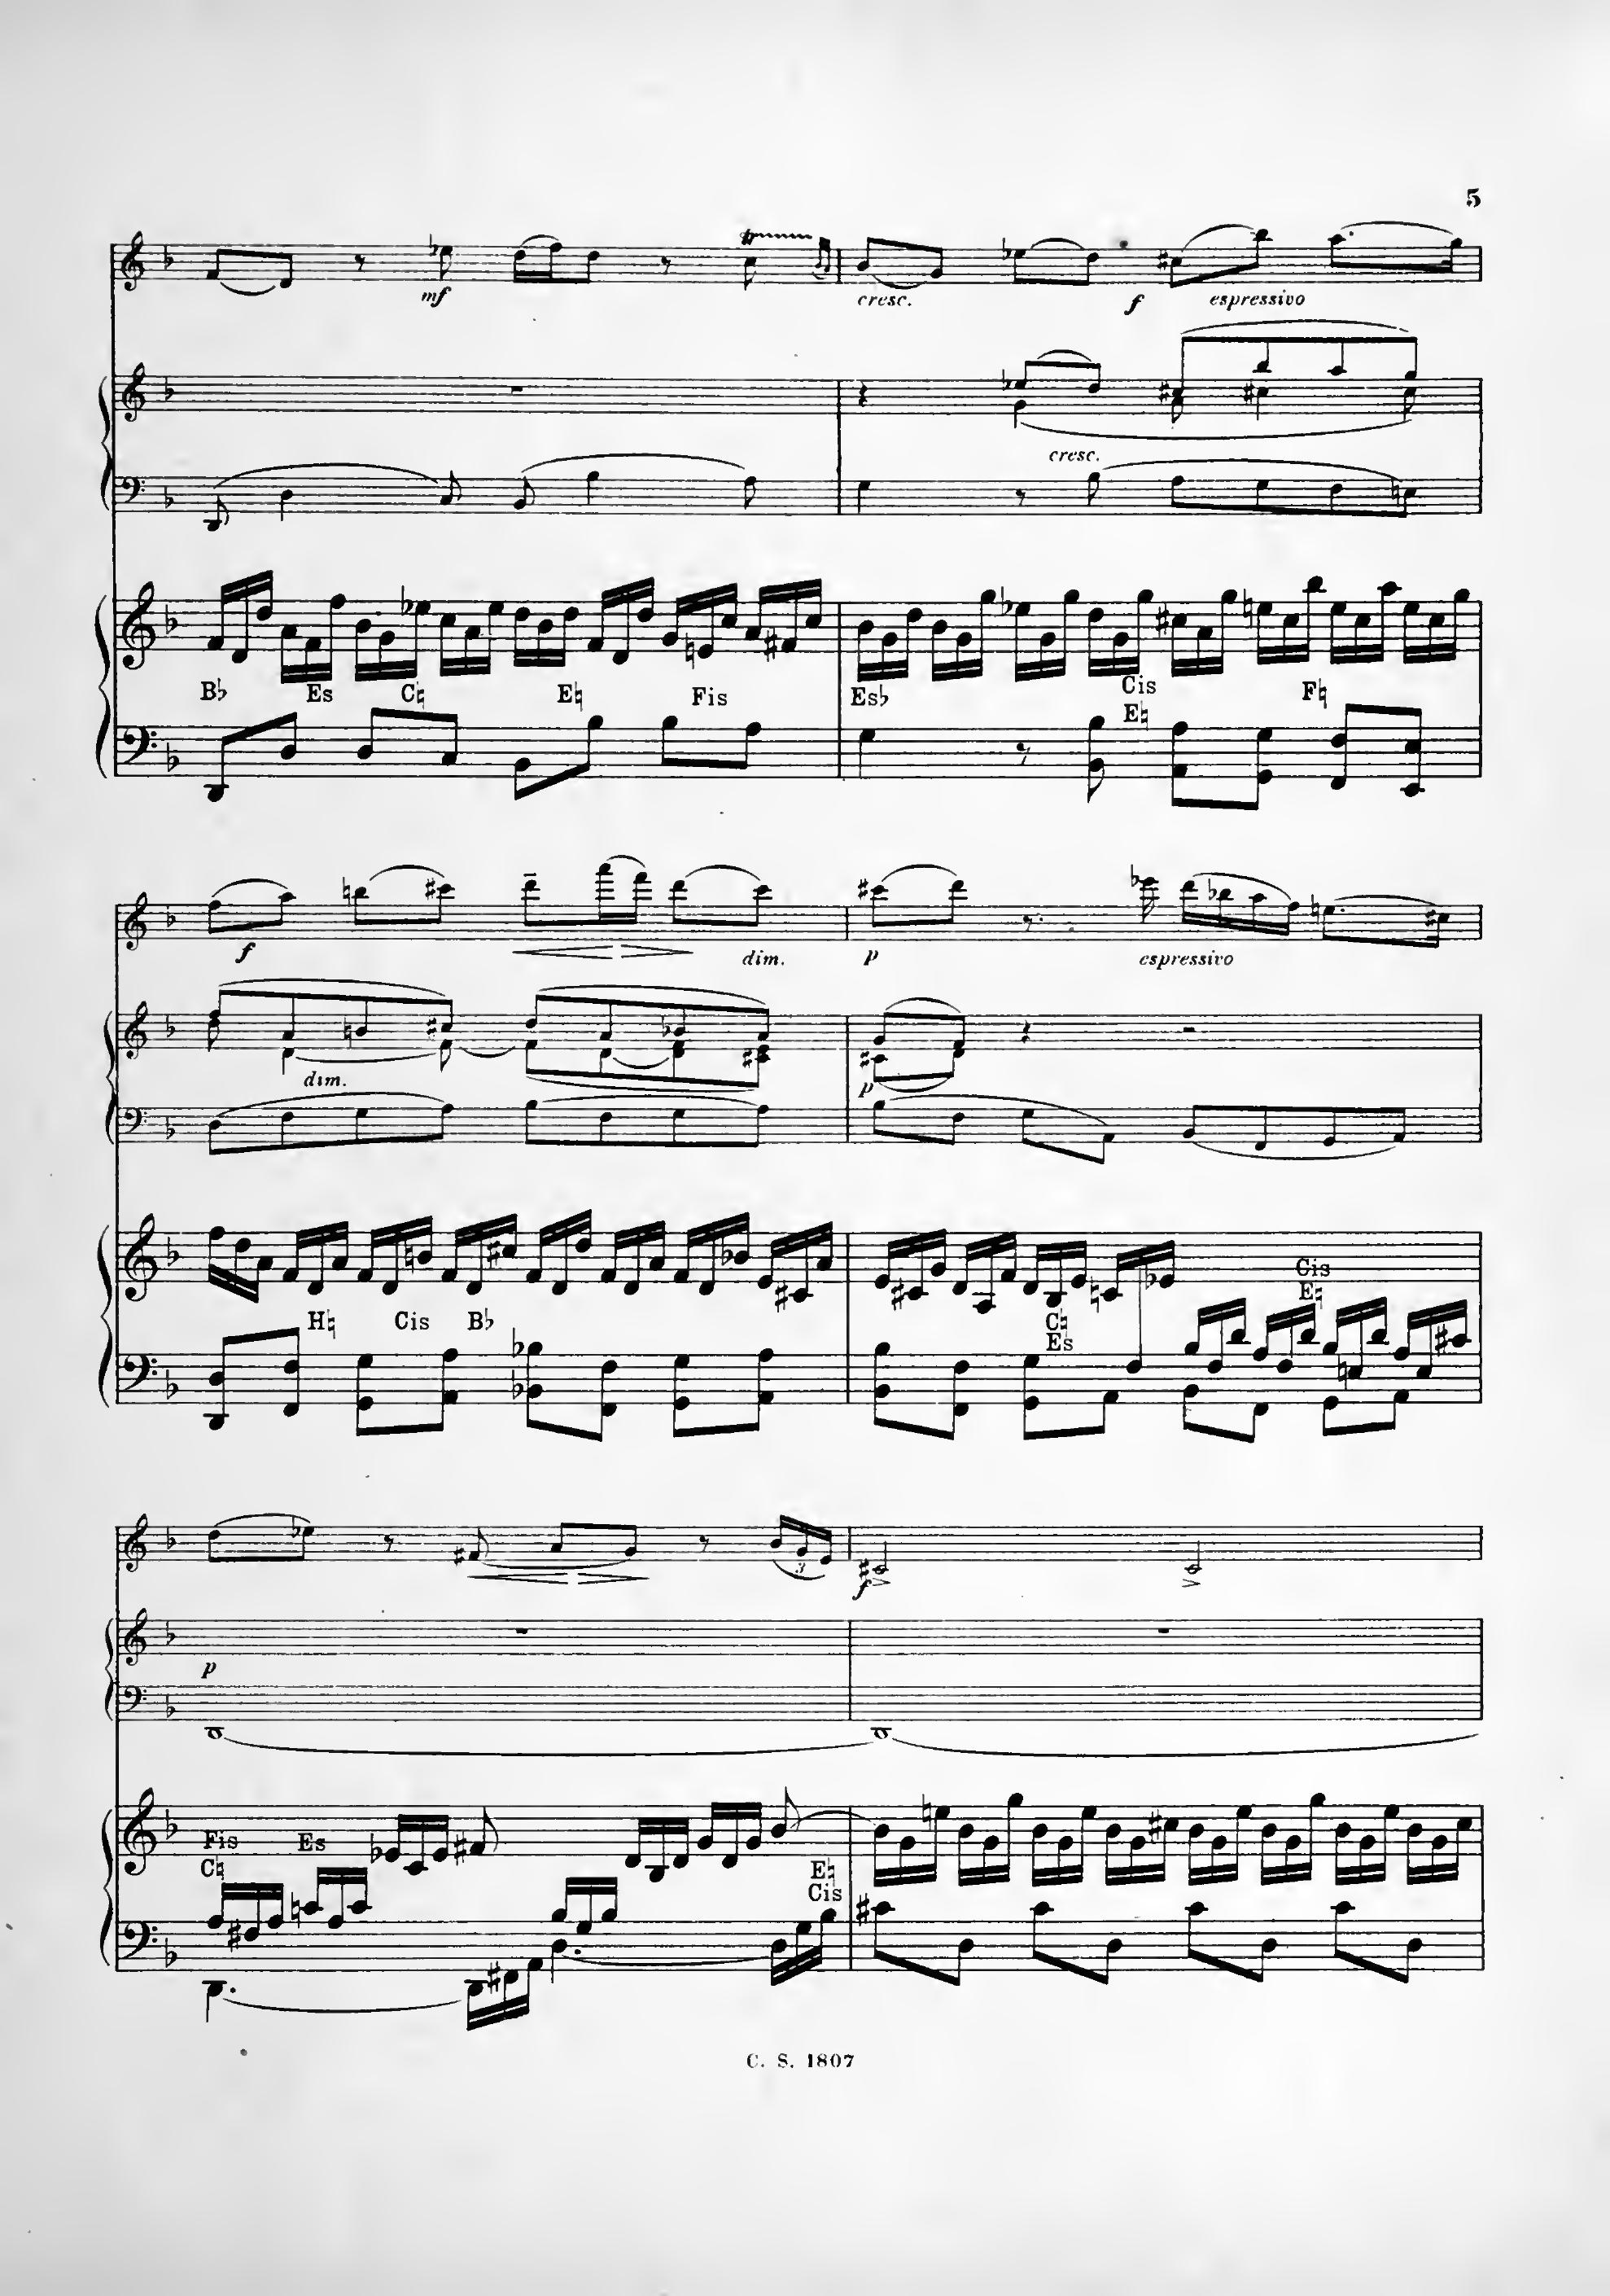 5
mf
cresc. f espressivo
cresc.
B♭ Es C♮ E♮ Fis Es♭ Cis F♮
E♮
f dim. p espressivo
dim. p
Cis
E♮
H♮ Cis B♭ C♮
Es
3 f
p
Fis Es
C♮ E♮
Cis
C. S. 1807